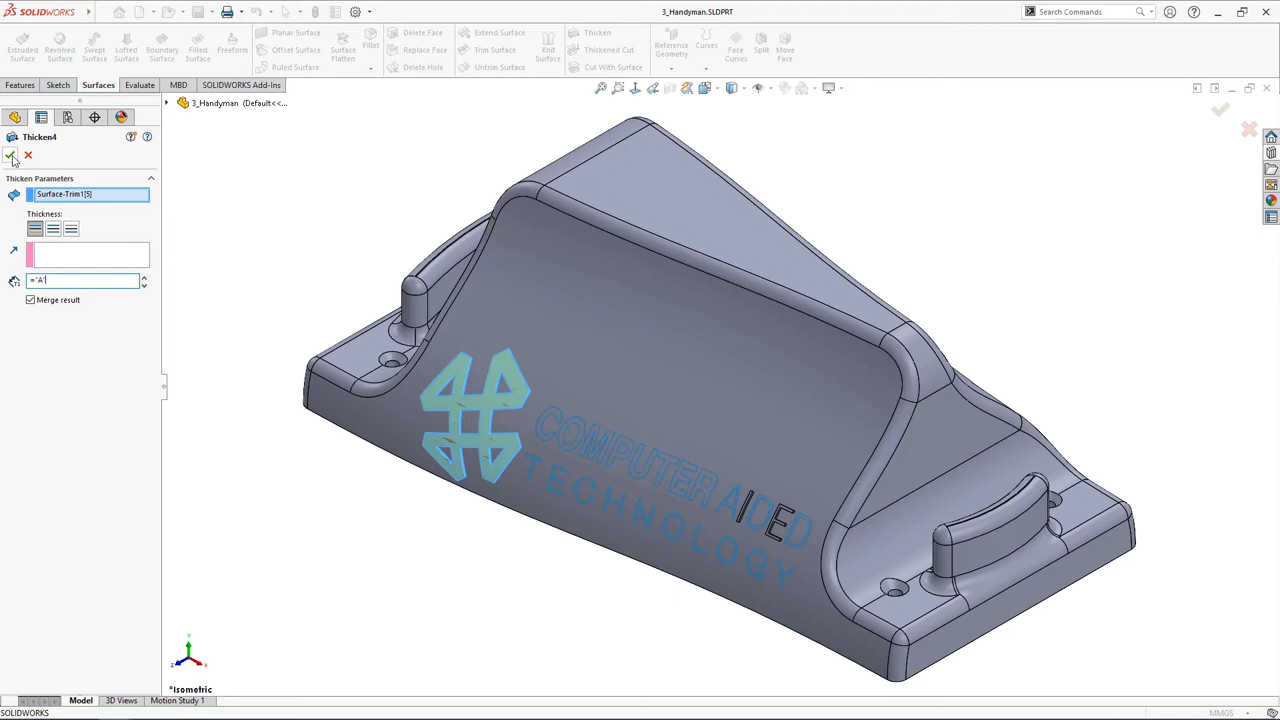 SOLIDWORKS
3_Handyman.SLDPRT
Search Commands
Extruded Surface
Revolved Surface
Swept Surface
Lofted Surface
Boundary Surface
Filled Surface
Freeform
Planar Surface
Offset Surface
Ruled Surface
Surface Flatten
Fillet
Delete Face
Replace Face
Delete Hole
Extend Surface
Trim Surface
Untrim Surface
Knit Surface
Thicken
Thickened Cut
Cut With Surface
Reference Geometry
Curves
Face Curves
Split
Move Face
Features
Sketch
Surfaces
Evaluate
MBD
SOLIDWORKS Add-Ins
3_Handyman (Default<<...
Thicken4
Thicken Parameters
Surface-Trim1[5]
Thickness:
="A"
Merge result
COMPUTER AIDED
TECHNOLOGY
Y
Z
X
*Isometric
Model
3D Views
Motion Study 1
SOLIDWORKS
MMGS